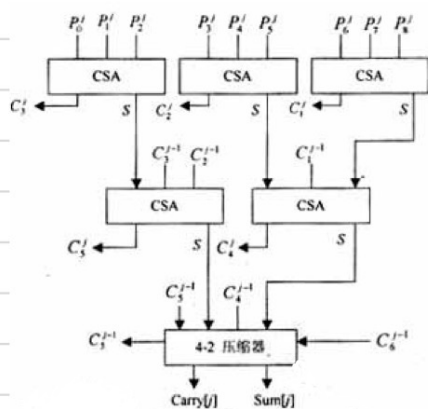 P₀ʲ P₁ʲ P₂ʲ P₃ʲ P₄ʲ P₅ʲ P₆ʲ P₇ʲ P₈ʲ
CSA CSA CSA
C₃ʲ S C₂ʲ S C₁ʲ S
C₃ʲ⁻¹ C₂ʲ⁻¹ C₁ʲ⁻¹
CSA CSA
C₅ʲ S C₄ʲ S
C₅ʲ⁻¹ C₄ʲ⁻¹
C₅ʲ⁻¹ 4-2 压缩器 C₆ʲ⁻¹
Carry[j] Sum[j]